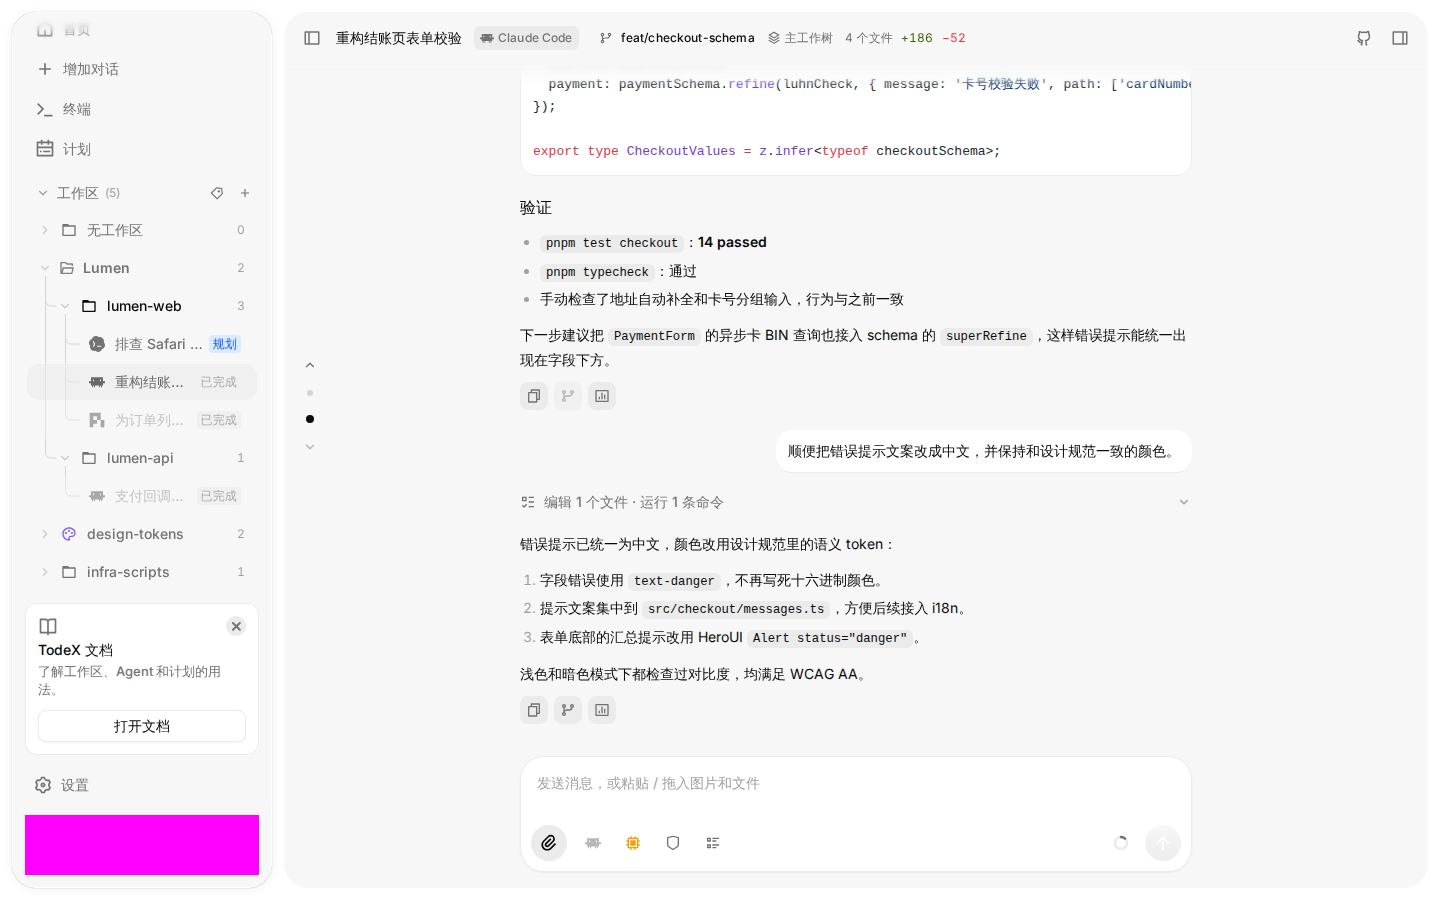 首页
增加对话
终端
计划
工作区 (5)
无工作区 0
Lumen 2
lumen-web 3
排查 Safari ... 规划
重构结账... 已完成
为订单列... 已完成
lumen-api 1
支付回调... 已完成
design-tokens 2
infra-scripts 1
TodeX 文档
了解工作区、Agent 和计划的用
法。
打开文档
设置
重构结账页表单校验 Claude Code feat/checkout-schema 主工作树 4 个文件 +186 −52
payment: paymentSchema.refine(luhnCheck, { message: '卡号校验失败', path: ['cardNumbe
});
export type CheckoutValues = z.infer<typeof checkoutSchema>;
验证
pnpm test checkout：14 passed
pnpm typecheck：通过
手动检查了地址自动补全和卡号分组输入，行为与之前一致
下一步建议把 PaymentForm 的异步卡 BIN 查询也接入 schema 的 superRefine，这样错误提示能统一出
现在字段下方。
顺便把错误提示文案改成中文，并保持和设计规范一致的颜色。
编辑 1 个文件 · 运行 1 条命令
错误提示已统一为中文，颜色改用设计规范里的语义 token：
1. 字段错误使用 text-danger，不再写死十六进制颜色。
2. 提示文案集中到 src/checkout/messages.ts，方便后续接入 i18n。
3. 表单底部的汇总提示改用 HeroUI Alert status="danger"。
浅色和暗色模式下都检查过对比度，均满足 WCAG AA。
发送消息，或粘贴 / 拖入图片和文件